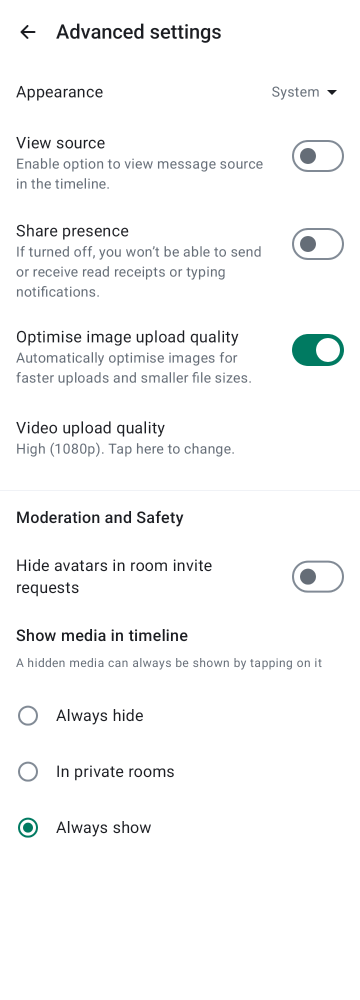 Advanced settings
Appearance
System
View source
Enable option to view message source
in the timeline.
Share presence
If turned off, you won’t be able to send
or receive read receipts or typing
notifications.
Optimise image upload quality
Automatically optimise images for
faster uploads and smaller file sizes.
Video upload quality
High (1080p). Tap here to change.
Moderation and Safety
Hide avatars in room invite
requests
Show media in timeline
A hidden media can always be shown by tapping on it
Always hide
In private rooms
Always show